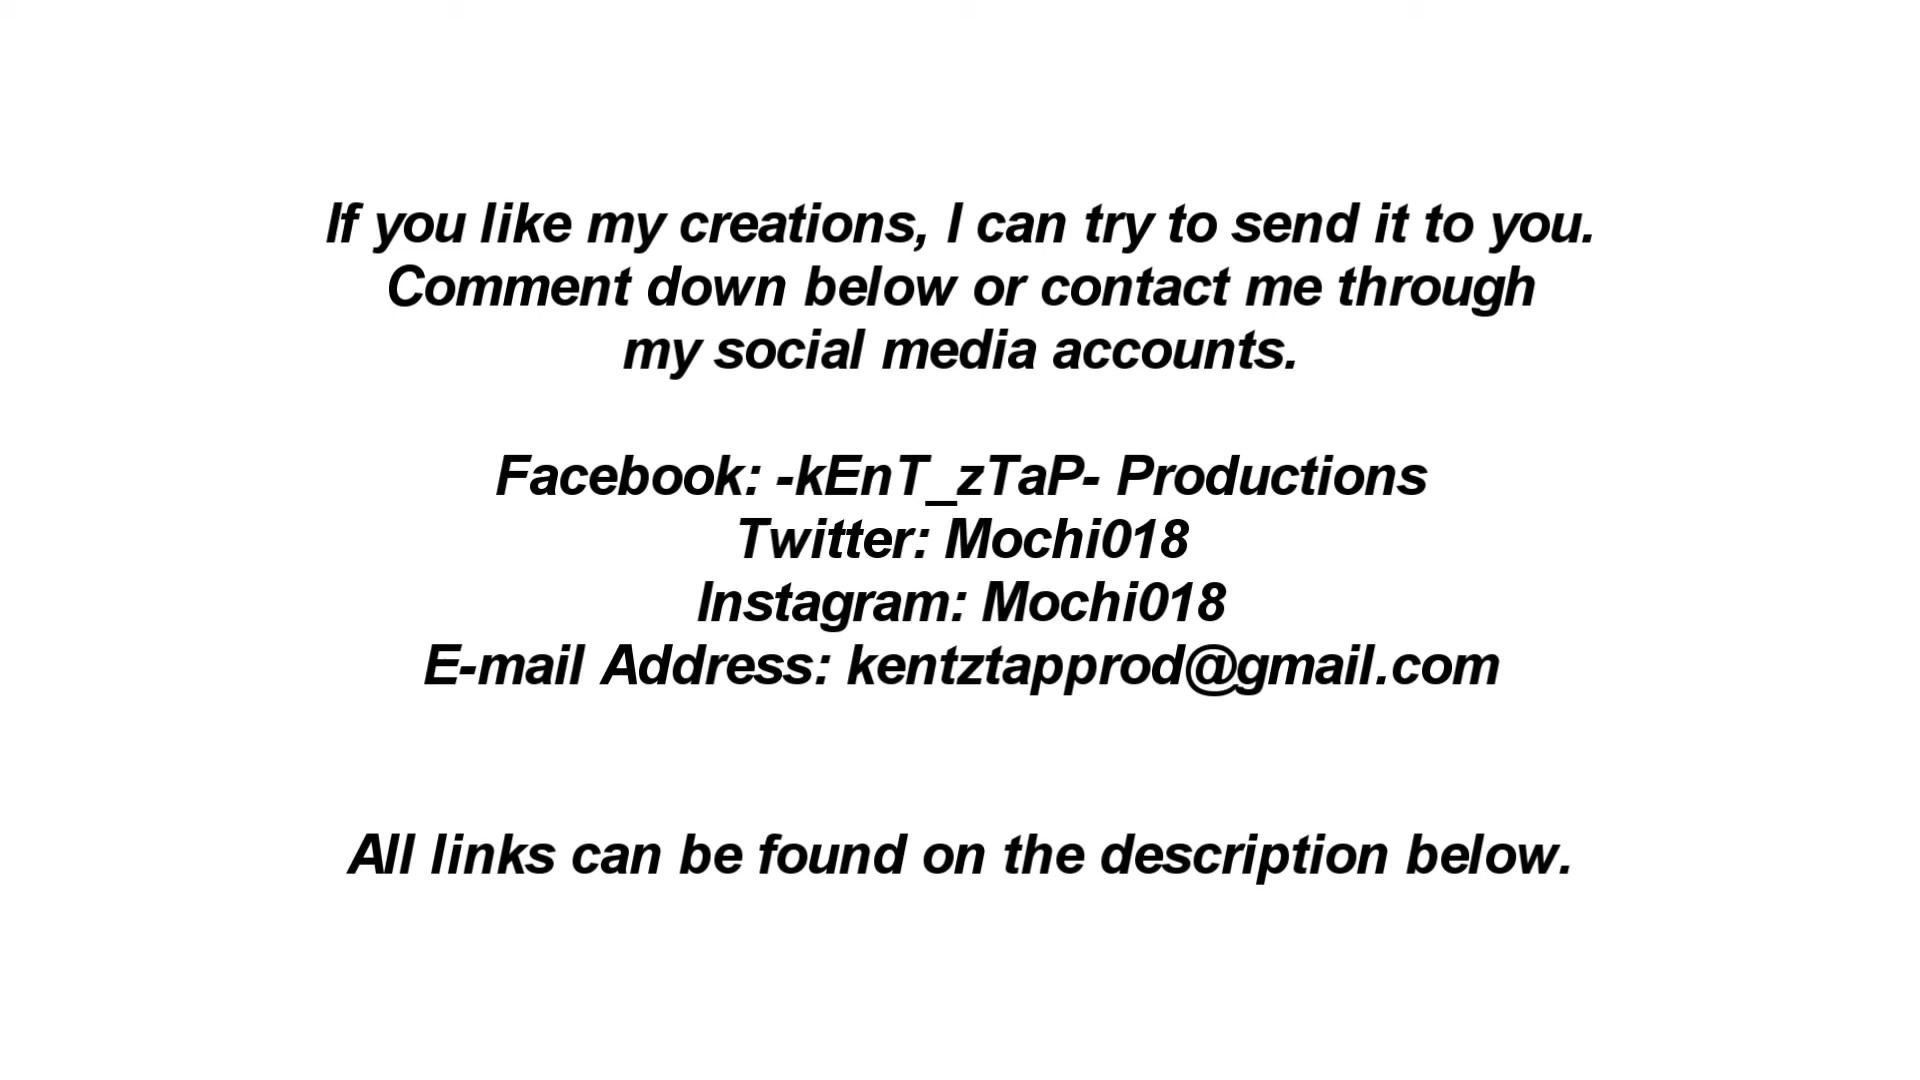 If you like my creations, I can try to send it to you.
Comment down below or contact me through
my social media accounts.
Facebook: -kEnT_zTaP- Productions
Twitter: Mochi018
Instagram: Mochi018
E-mail Address: kentztapprod@gmail.com
All links can be found on the description below.